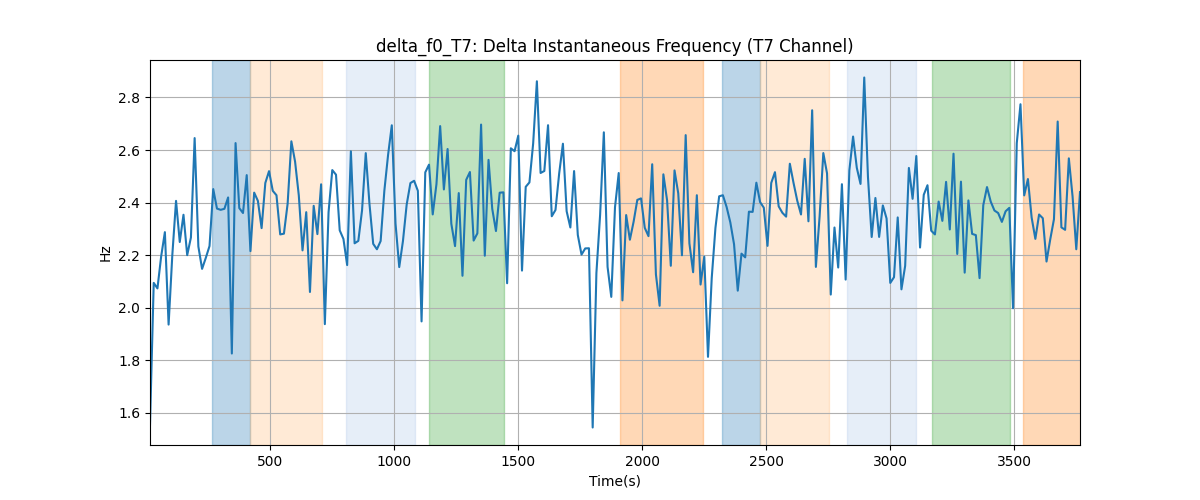 delta_f0_T7: Delta Instantaneous Frequency (T7 Channel)
Hz
2.8
2.6
2.4
2.2
2.0
1.8
1.6
500 1000 1500 2000 2500 3000 3500
Time(s)